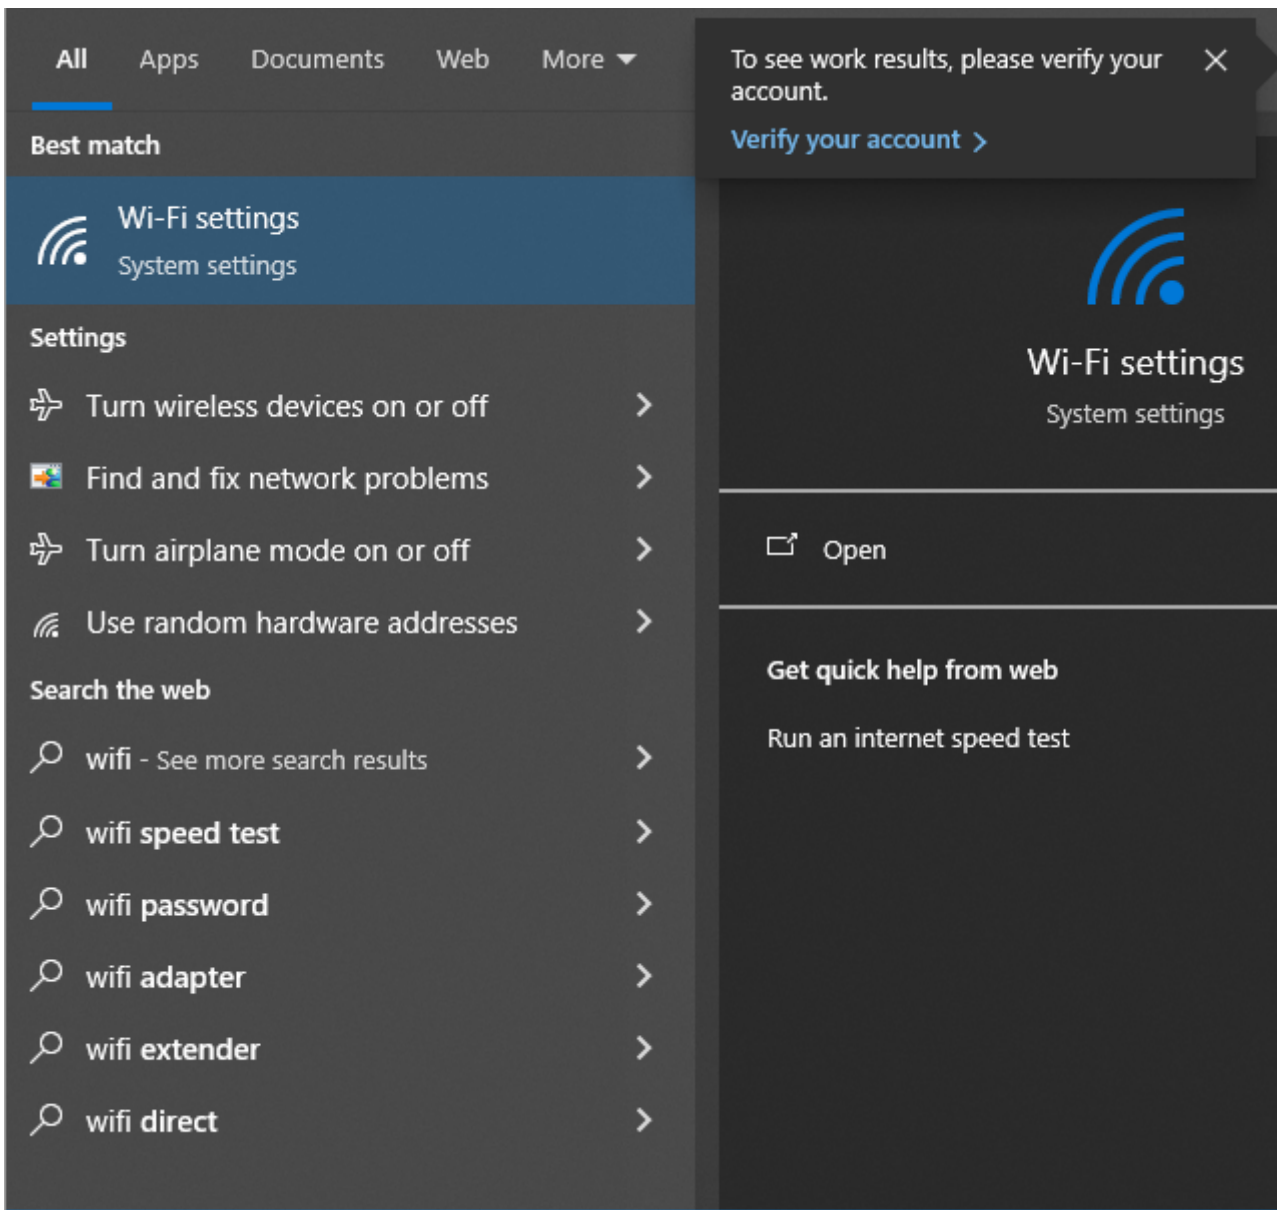 All Apps Documents Web More
To see work results, please verify your
account.
Verify your account
Best match
Wi-Fi settings
System settings
Settings
Turn wireless devices on or off
Find and fix network problems
Turn airplane mode on or off
Use random hardware addresses
Search the web
wifi - See more search results
wifi speed test
wifi password
wifi adapter
wifi extender
wifi direct
Wi-Fi settings
System settings
Open
Get quick help from web
Run an internet speed test